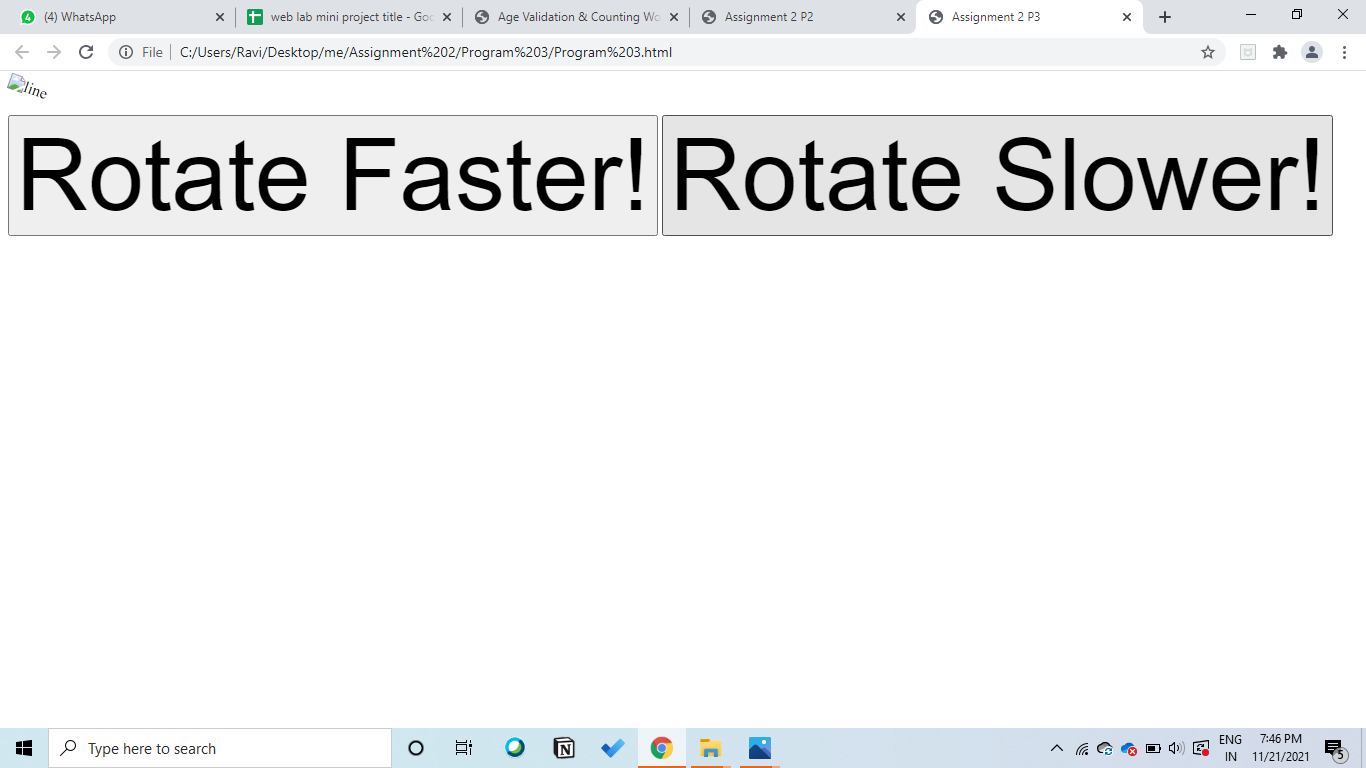 (4) WhatsApp
web lab mini project title - Goo
Age Validation & Counting Wo
Assignment 2 P2
Assignment 2 P3
File
C:/Users/Ravi/Desktop/me/Assignment%202/Program%203/Program%203.html
line
Rotate Faster! Rotate Slower!
Type here to search
ENG
IN
7:46 PM
11/21/2021
5